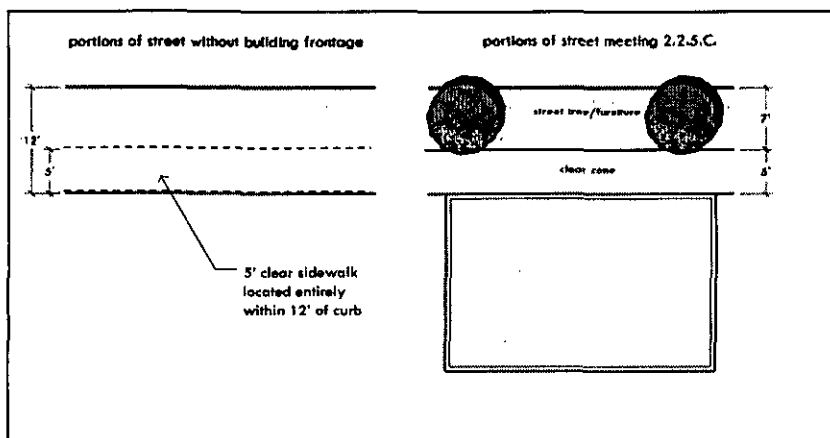 portions of street without building frontage
12'
5'
5' clear sidewalk
located entirely
within 12' of curb
portions of street meeting 2.2.5.C.
street tree/furniture
7'
clear zone
5'